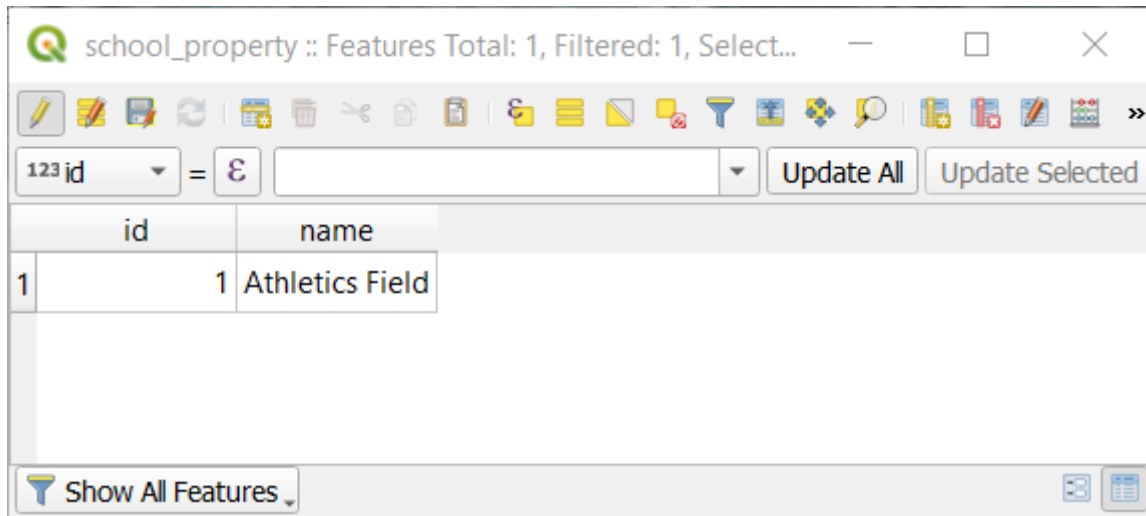 school_property :: Features Total: 1, Filtered: 1, Select...
»
123 id = ε Update All Update Selected
id name
1 1 Athletics Field
Show All Features